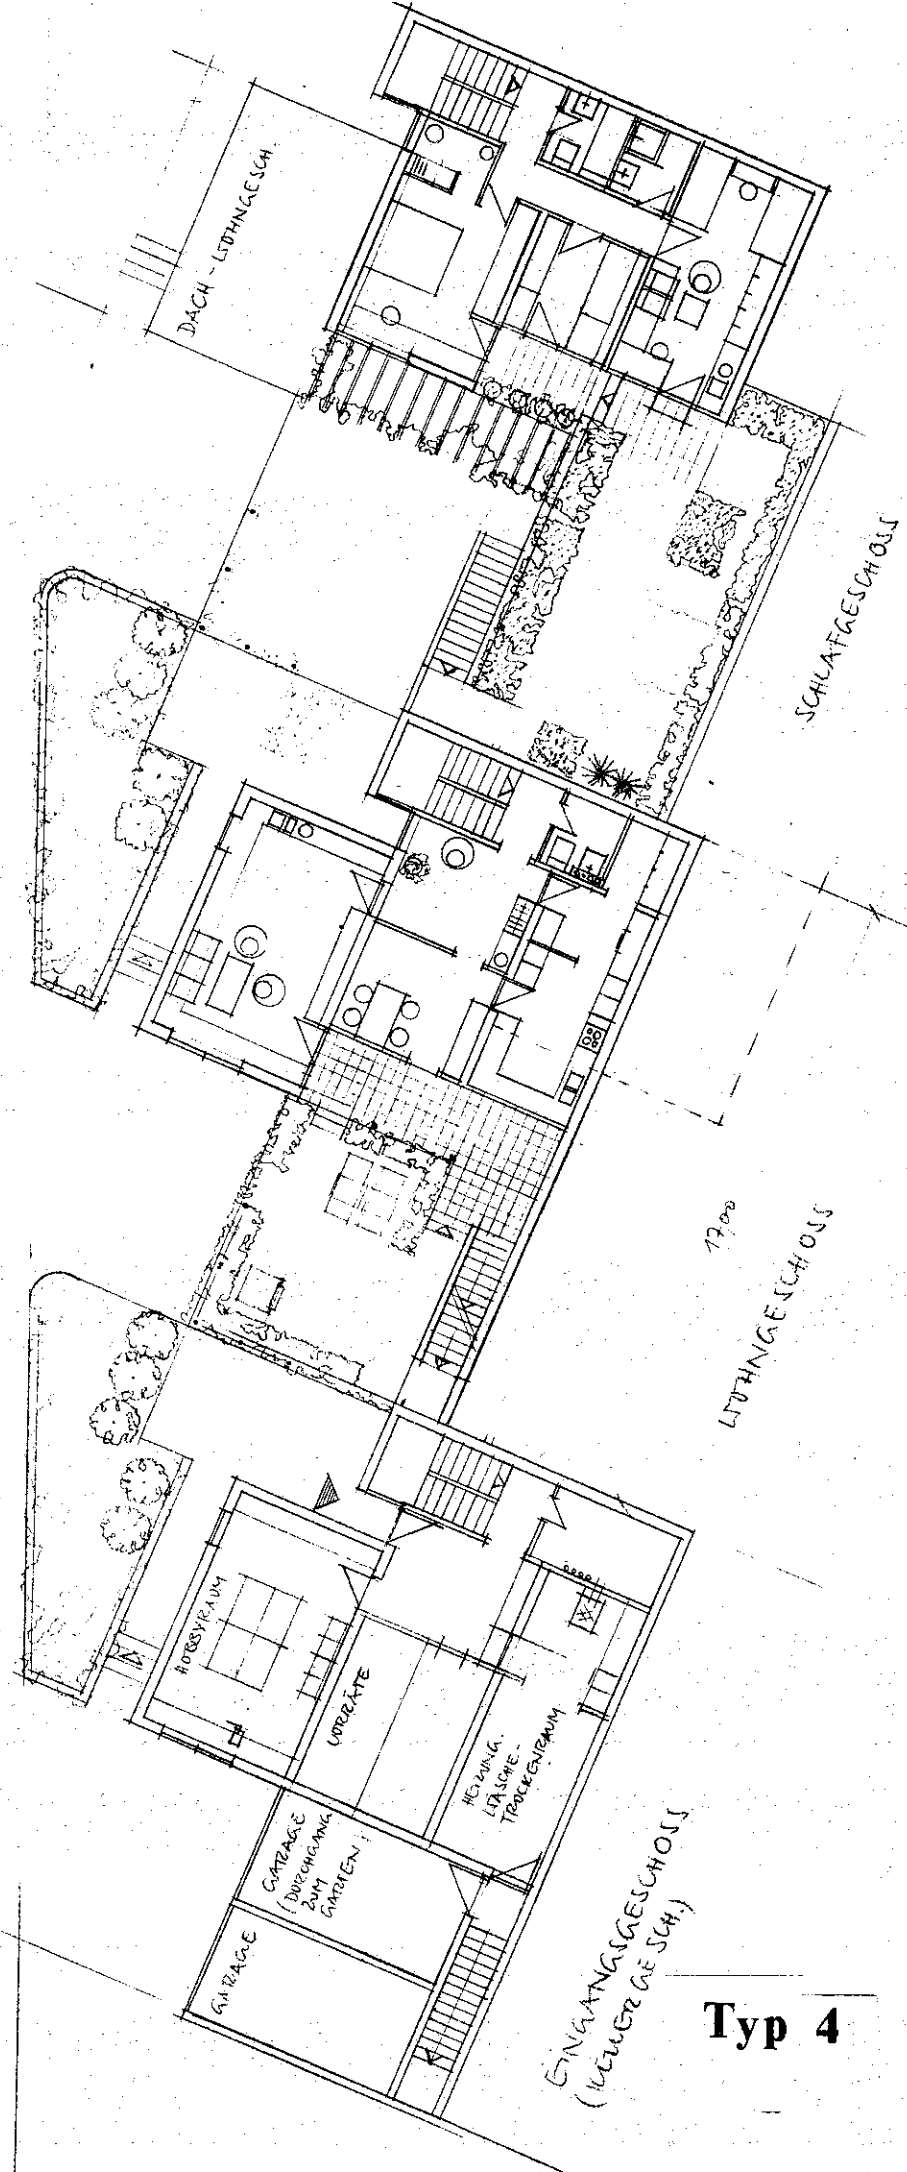 DACH - WOHNGESCH.
SCHLAFGESCHOSS
17.00
WOHNGESCHOSS
HOBBYRAUM
VORRÄTE
HEIZUNG.
WÄSCHE.-
TROCKENRAUM
GARAGE
(DURCHGANG
ZUM
GARTEN)
GARAGE
EINGANGSGESCHOSS
(KELLERGESCH.)
Typ 4